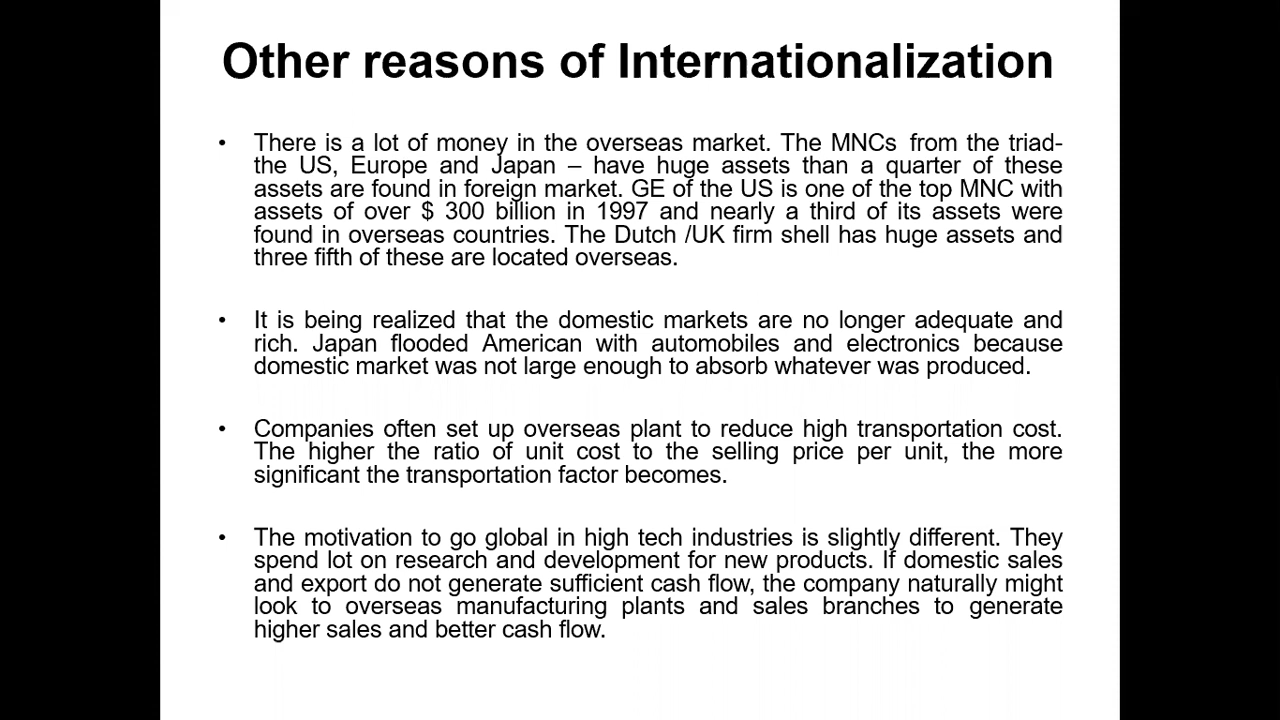 Other reasons of Internationalization
• There is a lot of money in the overseas market. The MNCs from the triad-
the US, Europe and Japan – have huge assets than a quarter of these
assets are found in foreign market. GE of the US is one of the top MNC with
assets of over $ 300 billion in 1997 and nearly a third of its assets were
found in overseas countries. The Dutch /UK firm shell has huge assets and
three fifth of these are located overseas.
• It is being realized that the domestic markets are no longer adequate and
rich. Japan flooded American with automobiles and electronics because
domestic market was not large enough to absorb whatever was produced.
• Companies often set up overseas plant to reduce high transportation cost.
The higher the ratio of unit cost to the selling price per unit, the more
significant the transportation factor becomes.
• The motivation to go global in high tech industries is slightly different. They
spend lot on research and development for new products. If domestic sales
and export do not generate sufficient cash flow, the company naturally might
look to overseas manufacturing plants and sales branches to generate
higher sales and better cash flow.